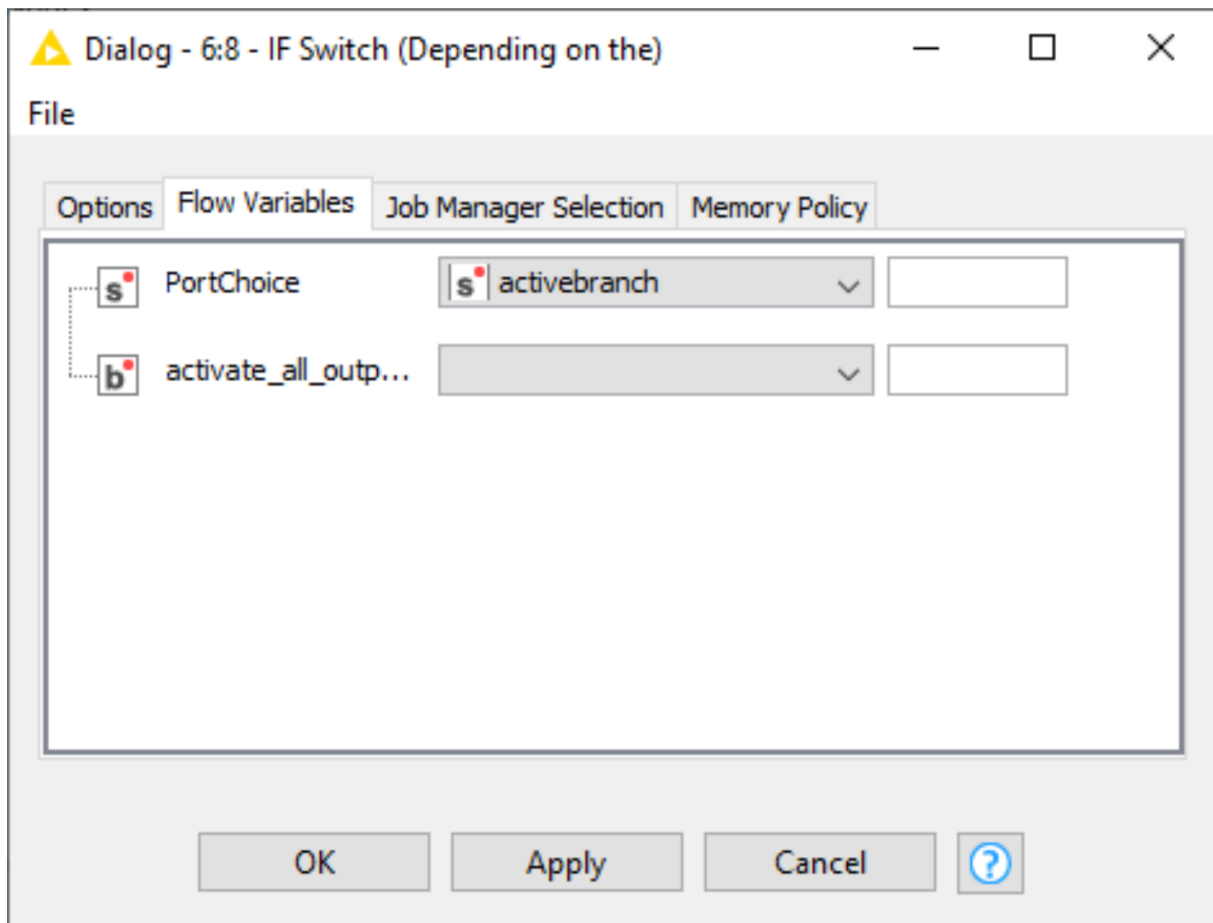 Dialog - 6:8 - IF Switch (Depending on the)
File
Options Flow Variables Job Manager Selection Memory Policy
s PortChoice s activebranch
b activate_all_outp...
OK Apply Cancel ?